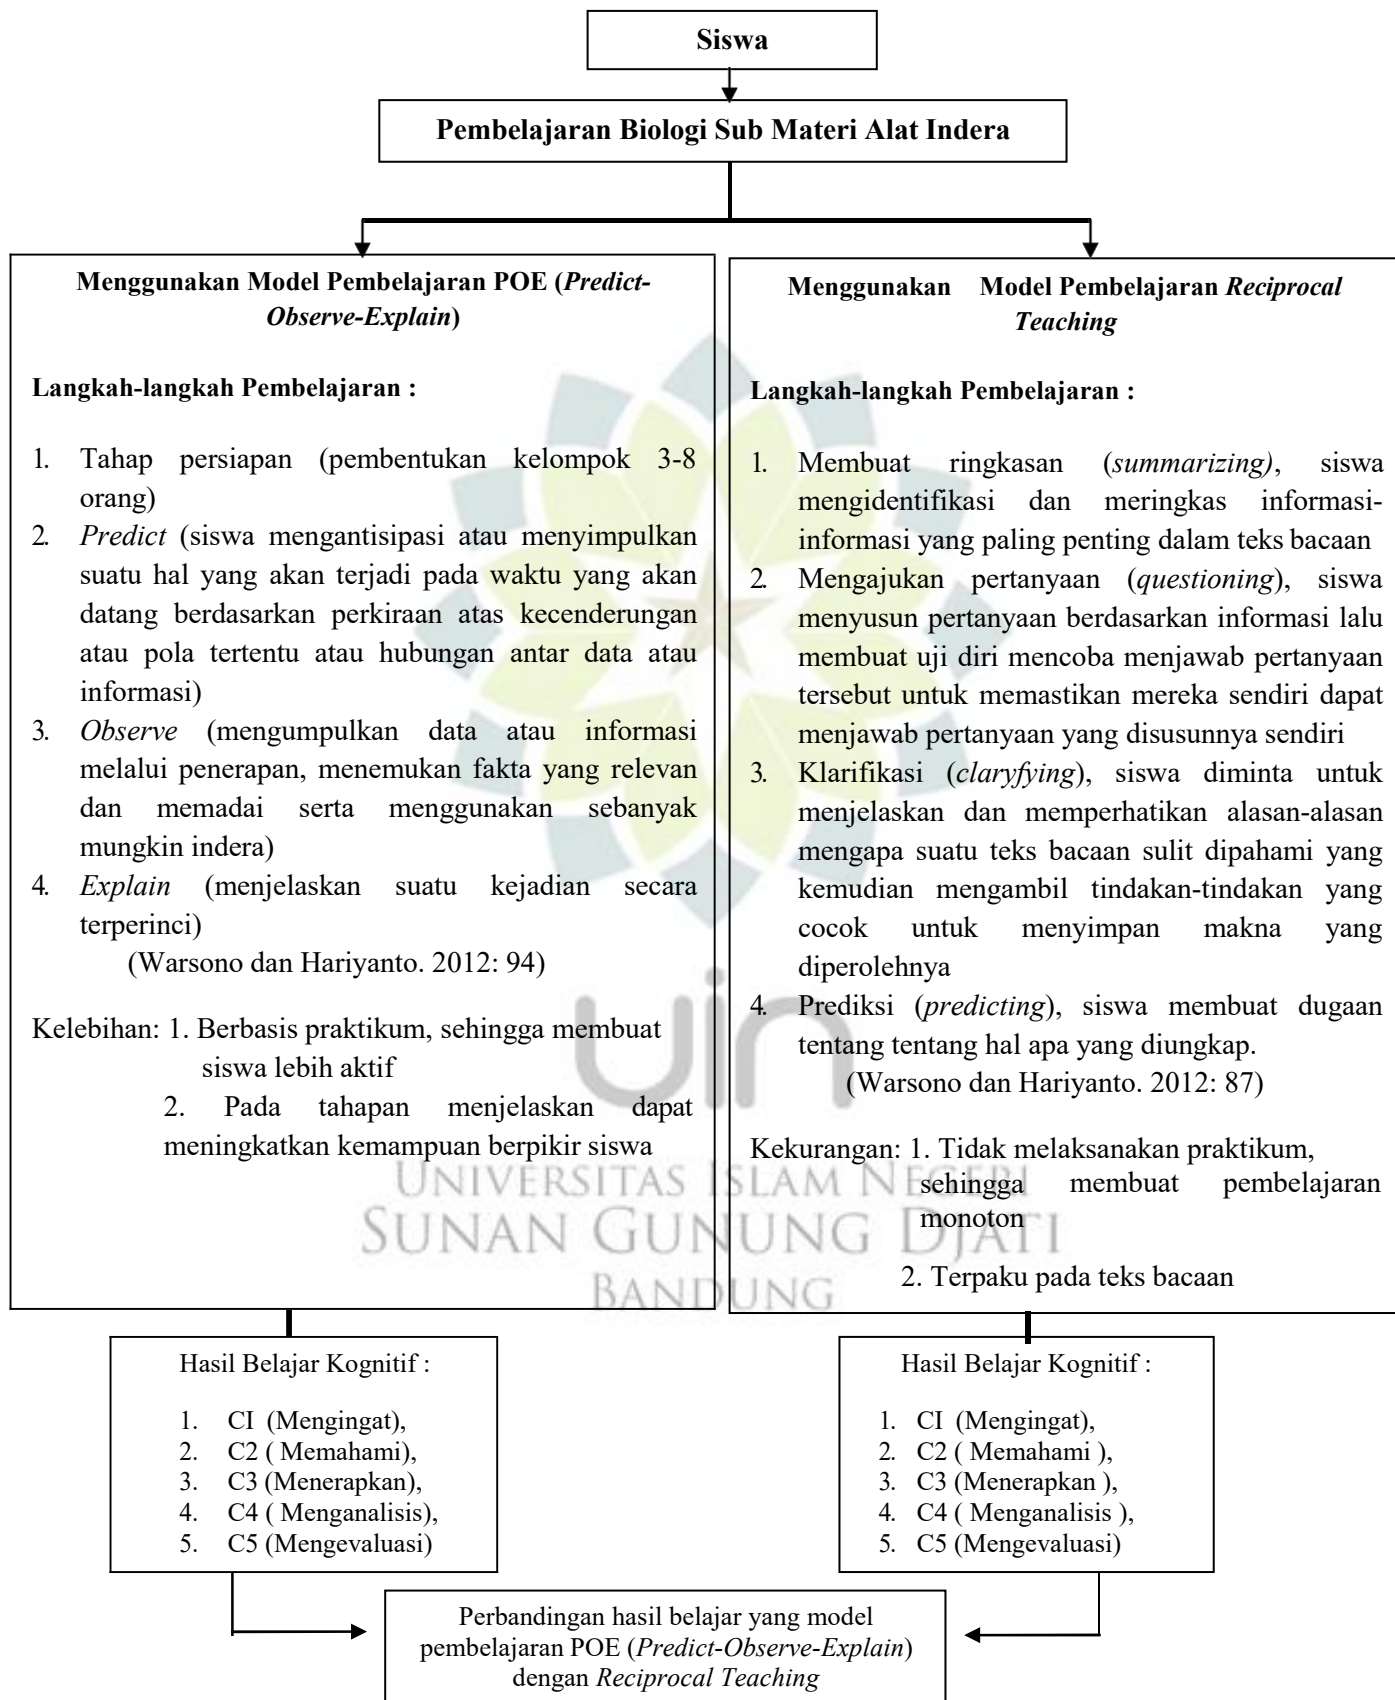 Siswa
Pembelajaran Biologi Sub Materi Alat Indera
Menggunakan Model Pembelajaran POE (Predict-
Observe-Explain)
Langkah-langkah Pembelajaran :
1. Tahap persiapan (pembentukan kelompok 3-8
orang)
2. Predict (siswa mengantisipasi atau menyimpulkan
suatu hal yang akan terjadi pada waktu yang akan
datang berdasarkan perkiraan atas kecenderungan
atau pola tertentu atau hubungan antar data atau
informasi)
3. Observe (mengumpulkan data atau informasi
melalui penerapan, menemukan fakta yang relevan
dan memadai serta menggunakan sebanyak
mungkin indera)
4. Explain (menjelaskan suatu kejadian secara
terperinci)
(Warsono dan Hariyanto. 2012: 94)
Kelebihan: 1. Berbasis praktikum, sehingga membuat
siswa lebih aktif
2. Pada tahapan menjelaskan dapat
meningkatkan kemampuan berpikir siswa
Menggunakan Model Pembelajaran Reciprocal
Teaching
Langkah-langkah Pembelajaran :
1. Membuat ringkasan (summarizing), siswa
mengidentifikasi dan meringkas informasi-
informasi yang paling penting dalam teks bacaan
2. Mengajukan pertanyaan (questioning), siswa
menyusun pertanyaan berdasarkan informasi lalu
membuat uji diri mencoba menjawab pertanyaan
tersebut untuk memastikan mereka sendiri dapat
menjawab pertanyaan yang disusunnya sendiri
3. Klarifikasi (claryfying), siswa diminta untuk
menjelaskan dan memperhatikan alasan-alasan
mengapa suatu teks bacaan sulit dipahami yang
kemudian mengambil tindakan-tindakan yang
cocok untuk menyimpan makna yang
diperolehnya
4. Prediksi (predicting), siswa membuat dugaan
tentang tentang hal apa yang diungkap.
(Warsono dan Hariyanto. 2012: 87)
Kekurangan: 1. Tidak melaksanakan praktikum,
sehingga membuat pembelajaran
monoton
2. Terpaku pada teks bacaan
uin
UNIVERSITAS ISLAM NEGERI
SUNAN GUNUNG DJATI
BANDUNG
Hasil Belajar Kognitif :
1. CI (Mengingat),
2. C2 ( Memahami),
3. C3 (Menerapkan),
4. C4 ( Menganalisis),
5. C5 (Mengevaluasi)
Hasil Belajar Kognitif :
1. CI (Mengingat),
2. C2 ( Memahami ),
3. C3 (Menerapkan ),
4. C4 ( Menganalisis ),
5. C5 (Mengevaluasi)
Perbandingan hasil belajar yang model
pembelajaran POE (Predict-Observe-Explain)
dengan Reciprocal Teaching